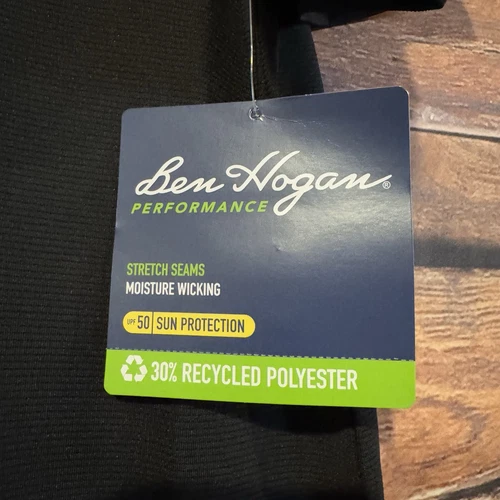 Ben Hogan®
PERFORMANCE
STRETCH SEAMS
MOISTURE WICKING
UPF 50 SUN PROTECTION
30% RECYCLED POLYESTER